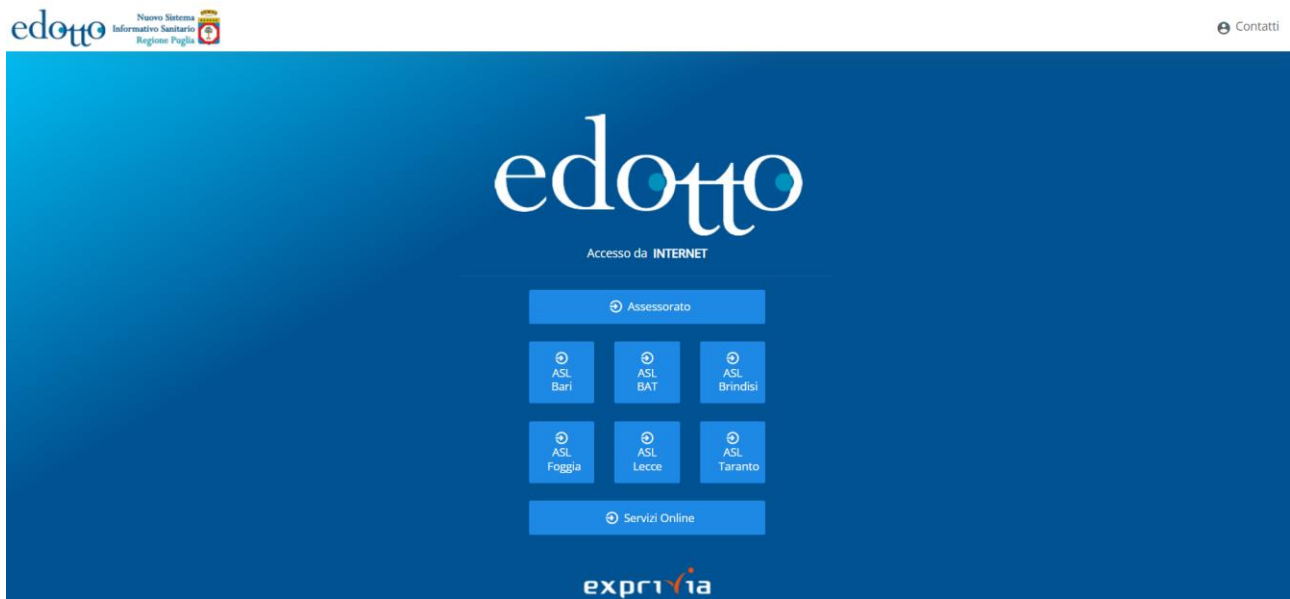 edotto
Nuovo Sistema
Informativo Sanitario
Regione Puglia
Contatti
edotto
Accesso da INTERNET
Assessorato
ASL
Bari
ASL
BAT
ASL
Brindisi
ASL
Foggia
ASL
Lecce
ASL
Taranto
Servizi Online
exprivia